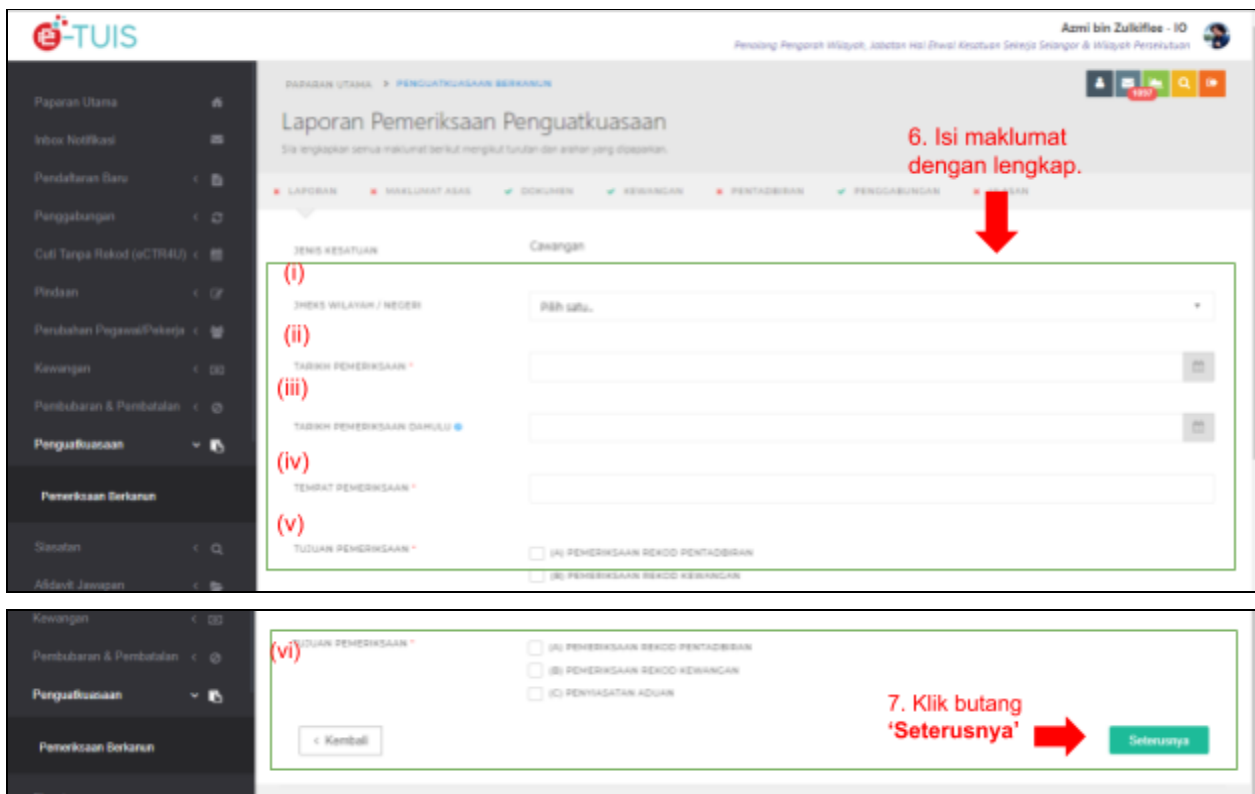 e-TUIS
Azmi bin Zulkiflee - IO
Penolong Pengarah Wilayah, Jabatan Hal Ehwal Kesatuan Sekerja Selangor & Wilayah Persekutuan
PAPARAN UTAMA > PENGUATKUASAAN BERKANUN
1097
Laporan Pemeriksaan Penguatkuasaan
Sila lengkapkan semua maklumat berikut mengikut turutan dan arahan yang dipaparkan.
6. Isi maklumat
dengan lengkap.
LAPORAN MAKLUMAT ASAS DOKUMEN KEWANGAN PENTADBIRAN PENGGABUNGAN
Paparan Utama
Inbox Notifikasi
Pendaftaran Baru
Penggabungan
Cuti Tanpa Rekod (eCTR4U)
Pindaan
Perubahan Pegawai/Pekerja
Kewangan
Pembubaran & Pembatalan
Penguatkuasaan
Pemeriksaan Berkanun
Siasatan
Afidavit Jawapan
JENIS KESATUAN Cawangan
(i)
JHEKS WILAYAH / NEGERI Pilih satu..
(ii)
TARIKH PEMERIKSAAN *
(iii)
TARIKH PEMERIKSAAN DAHULU
(iv)
TEMPAT PEMERIKSAAN *
(v)
TUJUAN PEMERIKSAAN * (A) PEMERIKSAAN REKOD PENTADBIRAN
(B) PEMERIKSAAN REKOD KEWANGAN
Kewangan
Pembubaran & Pembatalan
Penguatkuasaan
Pemeriksaan Berkanun
(vi) TUJUAN PEMERIKSAAN * (A) PEMERIKSAAN REKOD PENTADBIRAN
(B) PEMERIKSAAN REKOD KEWANGAN
(C) PENYIASATAN ADUAN
7. Klik butang
‘Seterusnya’
< Kembali
Seterusnya